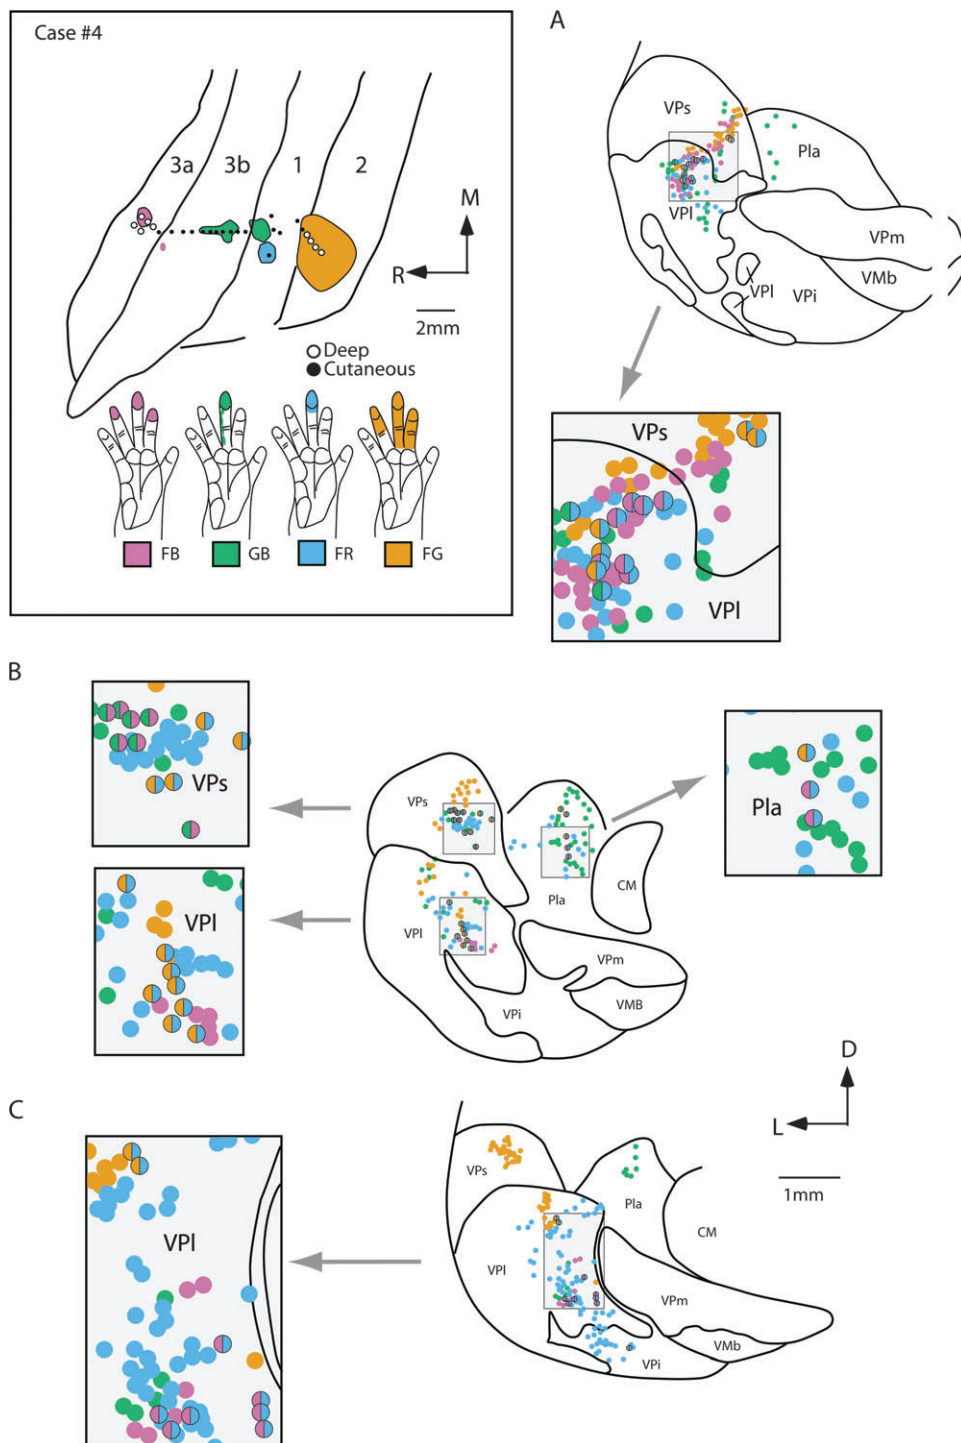 Case #4
3a
3b
1
2
M
R
2mm
Deep
Cutaneous
FB
GB
FR
FG
A
VPs
Pla
VPl
VPm
VMb
VPl
VPi
VPs
VPl
B
VPs
VPl
Pla
VPs
CM
Pla
VPl
VPm
VMB
VPi
D
L
1mm
C
VPl
VPs
Pla
CM
VPl
VPm
VMb
VPi